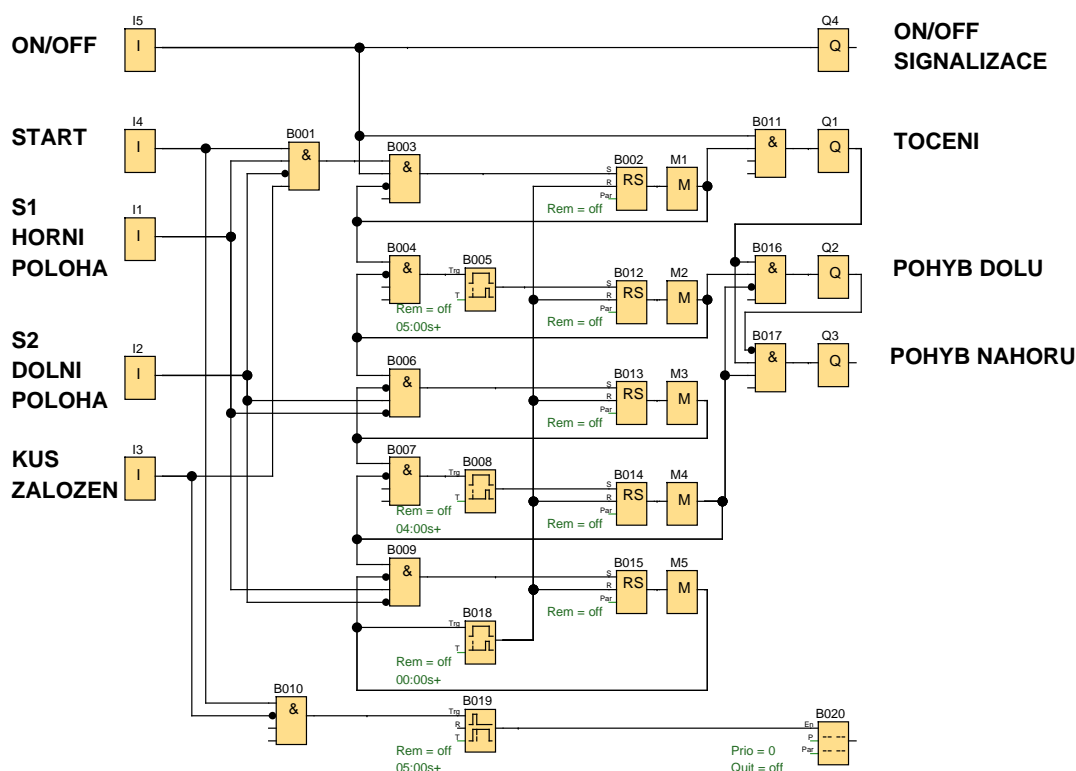 I5
Q4
ON/OFF
I
Q
ON/OFF
SIGNALIZACE
I4
START
I
B001
&
B003
&
B011
&
Q1
Q
TOCENI
B002
S
R
Par
RS
M1
M
Rem = off
S1
HORNI
POLOHA
I1
I
B004
&
B005
Trg
T
Rem = off
05:00s+
B012
S
R
Par
RS
M2
M
Rem = off
B016
&
Q2
Q
POHYB DOLU
S2
DOLNI
POLOHA
I2
I
B006
&
B013
S
R
Par
RS
M3
M
Rem = off
B017
&
Q3
Q
POHYB NAHORU
KUS
ZALOZEN
I3
I
B007
&
B008
Trg
T
Rem = off
04:00s+
B014
S
R
Par
RS
M4
M
Rem = off
B009
&
B015
S
R
Par
RS
M5
M
Rem = off
B018
Trg
T
Rem = off
00:00s+
B010
&
B019
Trg
R
T
Rem = off
05:00s+
B020
En
P
Par
Prio = 0
Quit = off